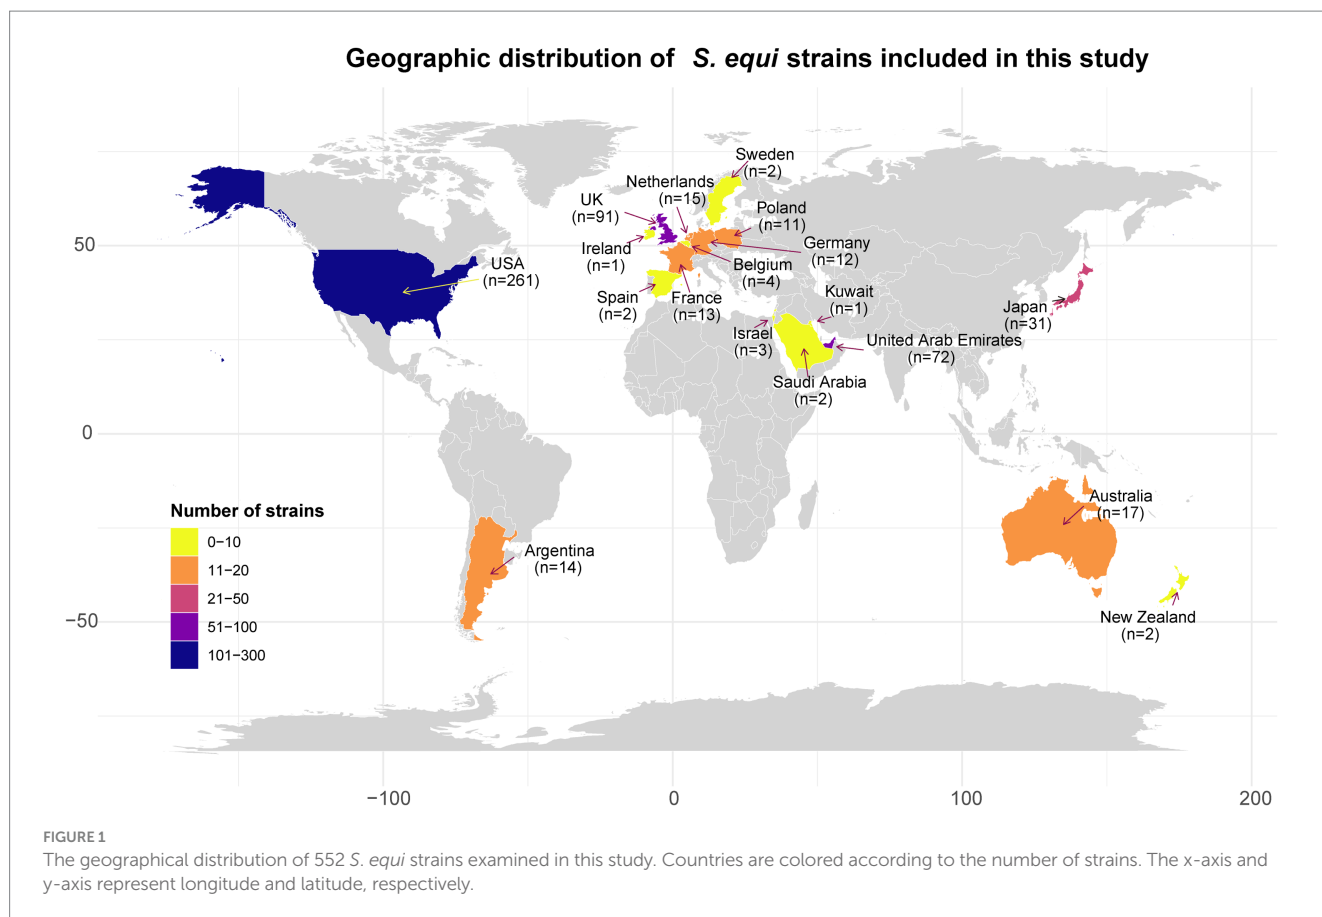 Geographic distribution of S. equi strains included in this study
Sweden
(n=2)
Netherlands
(n=15)
UK
(n=91)
Poland
(n=11)
50
Ireland
(n=1)
Germany
(n=12)
USA
(n=261)
Belgium
(n=4)
Spain
(n=2)
France
(n=13)
Kuwait
(n=1)
Japan
(n=31)
Israel
(n=3)
United Arab Emirates
(n=72)
Saudi Arabia
(n=2)
0
Number of strains
0−10
11−20
21−50
51−100
101−300
Australia
(n=17)
Argentina
(n=14)
−50
New Zealand
(n=2)
−100
0
100
200
FIGURE 1
The geographical distribution of 552 S. equi strains examined in this study. Countries are colored according to the number of strains. The x-axis and
y-axis represent longitude and latitude, respectively.